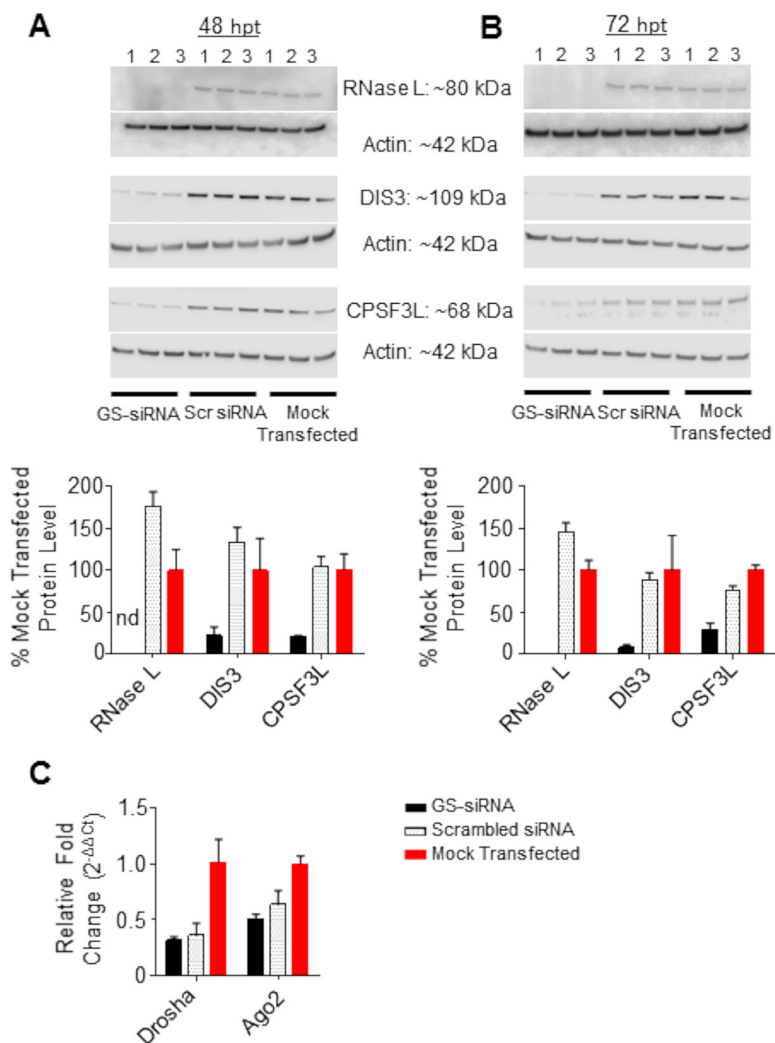 A
48 hpt
B
72 hpt
1 2 3 1 2 3 1 2 3
1 2 3 1 2 3 1 2 3
RNase L: ~80 kDa
Actin: ~42 kDa
DIS3: ~109 kDa
Actin: ~42 kDa
CPSF3L: ~68 kDa
Actin: ~42 kDa
GS-siRNA
Scr siRNA
Mock
Transfected
GS-siRNA
Scr siRNA
Mock
Transfected
% Mock Transfected
Protein Level
200
150
100
50
0
nd
RNase L
DIS3
CPSF3L
% Mock Transfected
Protein Level
200
150
100
50
0
RNase L
DIS3
CPSF3L
C
Relative Fold
Change (2-ΔΔCt)
1.5
1.0
0.5
0
Drosha
Ago2
GS-siRNA
Scrambled siRNA
Mock Transfected